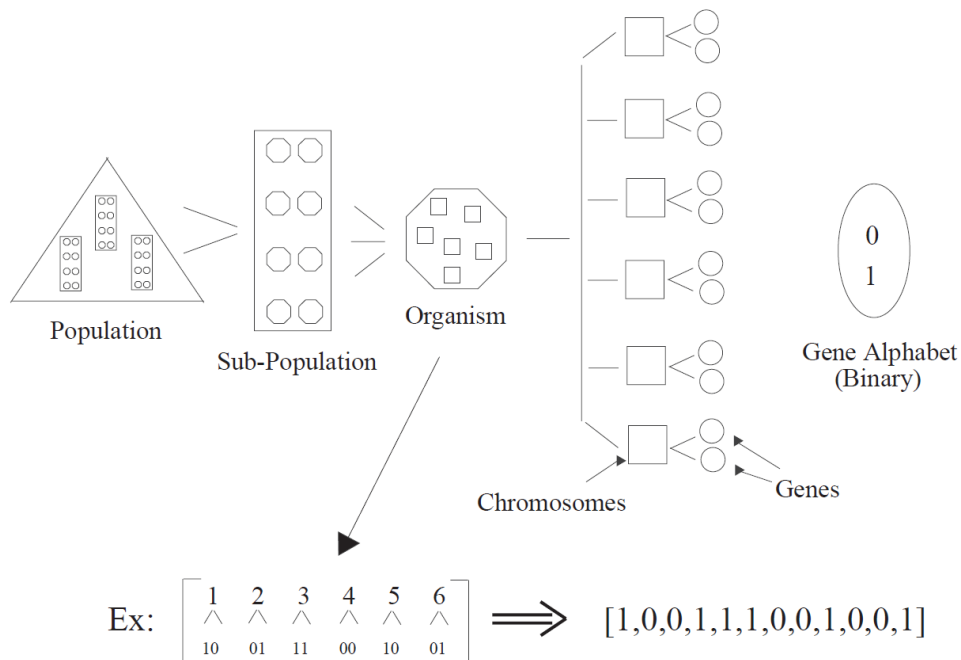 Population
Sub-Population
Organism
0
1
Gene Alphabet
(Binary)
Chromosomes
Genes
Ex:
1 2 3 4 5 6
10 01 11 00 10 01
[1,0,0,1,1,1,0,0,1,0,0,1]